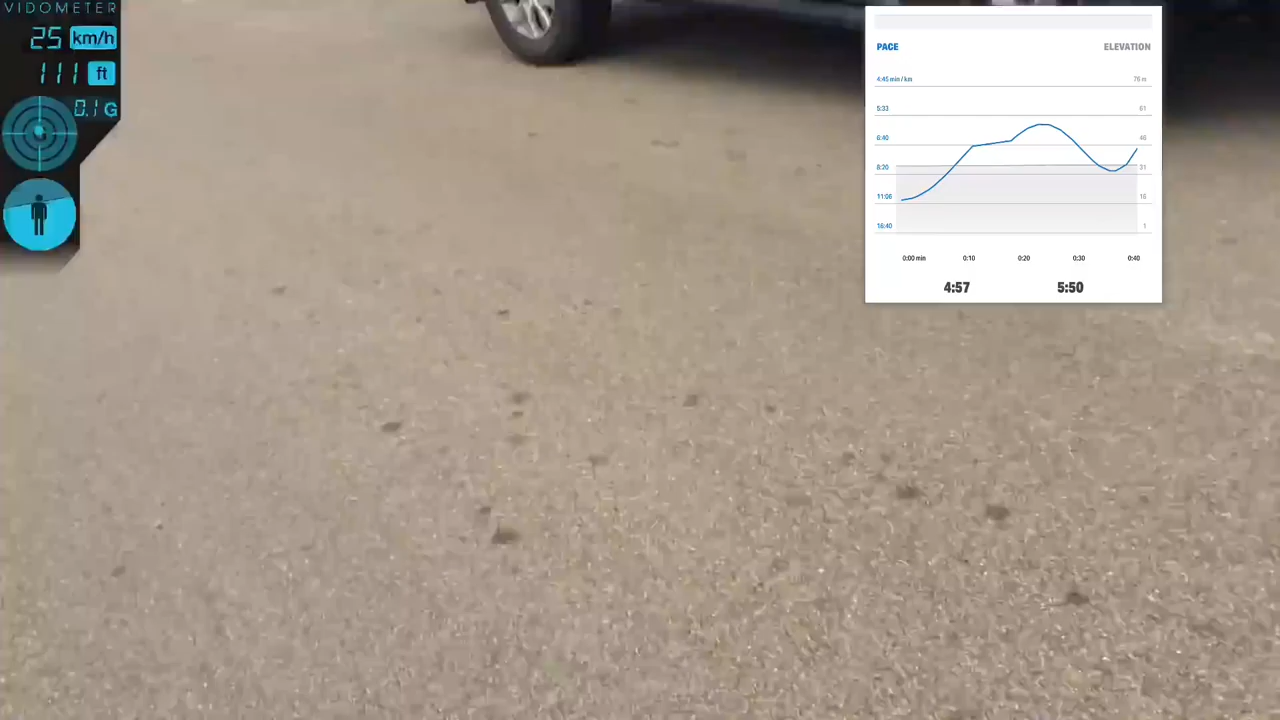 VIDOMETER
25 km/h
111 ft
0.1 G
PACE ELEVATION
4:45 min / km 76 m
5:33 61
6:40 46
8:20 31
11:06 16
16:40 1
0:00 min 0:10 0:20 0:30 0:40
4:57 5:50